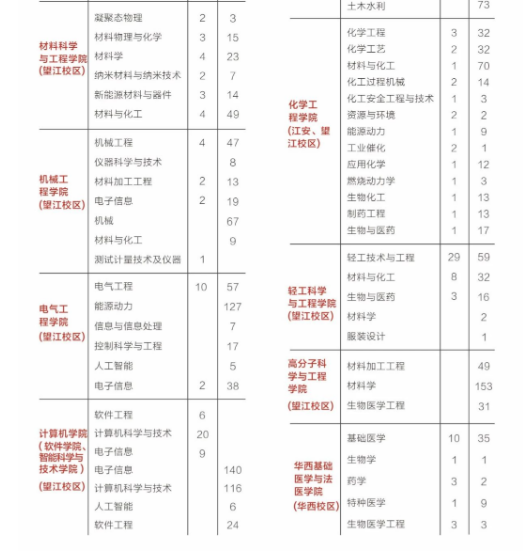 材料科学
与工程学院
(望江校区)
凝聚态物理 2 3
材料物理与化学 3 15
材料学 4 23
纳米材料与纳米技术 2 7
新能源材料与器件 3 14
材料与化工 4 49
机械工
程学院
(望江校区)
机械工程 4 47
仪器科学与技术 8
材料加工工程 2 13
电子信息 2 19
机械 67
材料与化工 9
测试计量技术及仪器 1
电气工
程学院
(望江校区)
电气工程 10 57
能源动力 127
信息与信息处理 7
控制科学与工程 17
人工智能 5
电子信息 2 38
计算机学院
(软件学院、
智能科学与
技术学院)
(望江校区)
软件工程 6
计算机科学与技术 20
电子信息 9
电子信息 140
计算机科学与技术 116
人工智能 6
软件工程 24
土木水利 73
化学工
程学院
(江安、望
江校区)
化学工程 3 32
化学工艺 2 32
材料与化工 1 70
化工过程机械 2 14
化工安全工程与技术 1 3
资源与环境 2 2
能源动力 1 9
工业催化 2 1
应用化学 1 12
燃烧动力学 1 3
生物化工 1 13
制药工程 1 13
生物与医药 1 17
轻工科学
与工程学院
(望江校区)
轻工技术与工程 29 59
材料与化工 8 32
生物与医药 3 16
材料学 2
服装设计 1
高分子科
学与工程
学院
(望江校区)
材料加工工程 49
材料学 153
生物医学工程 31
华西基础
医学与法
医学院
(华西校区)
基础医学 10 35
生物学 1 1
药学 3 2
特种医学 1 9
生物医学工程 3 3